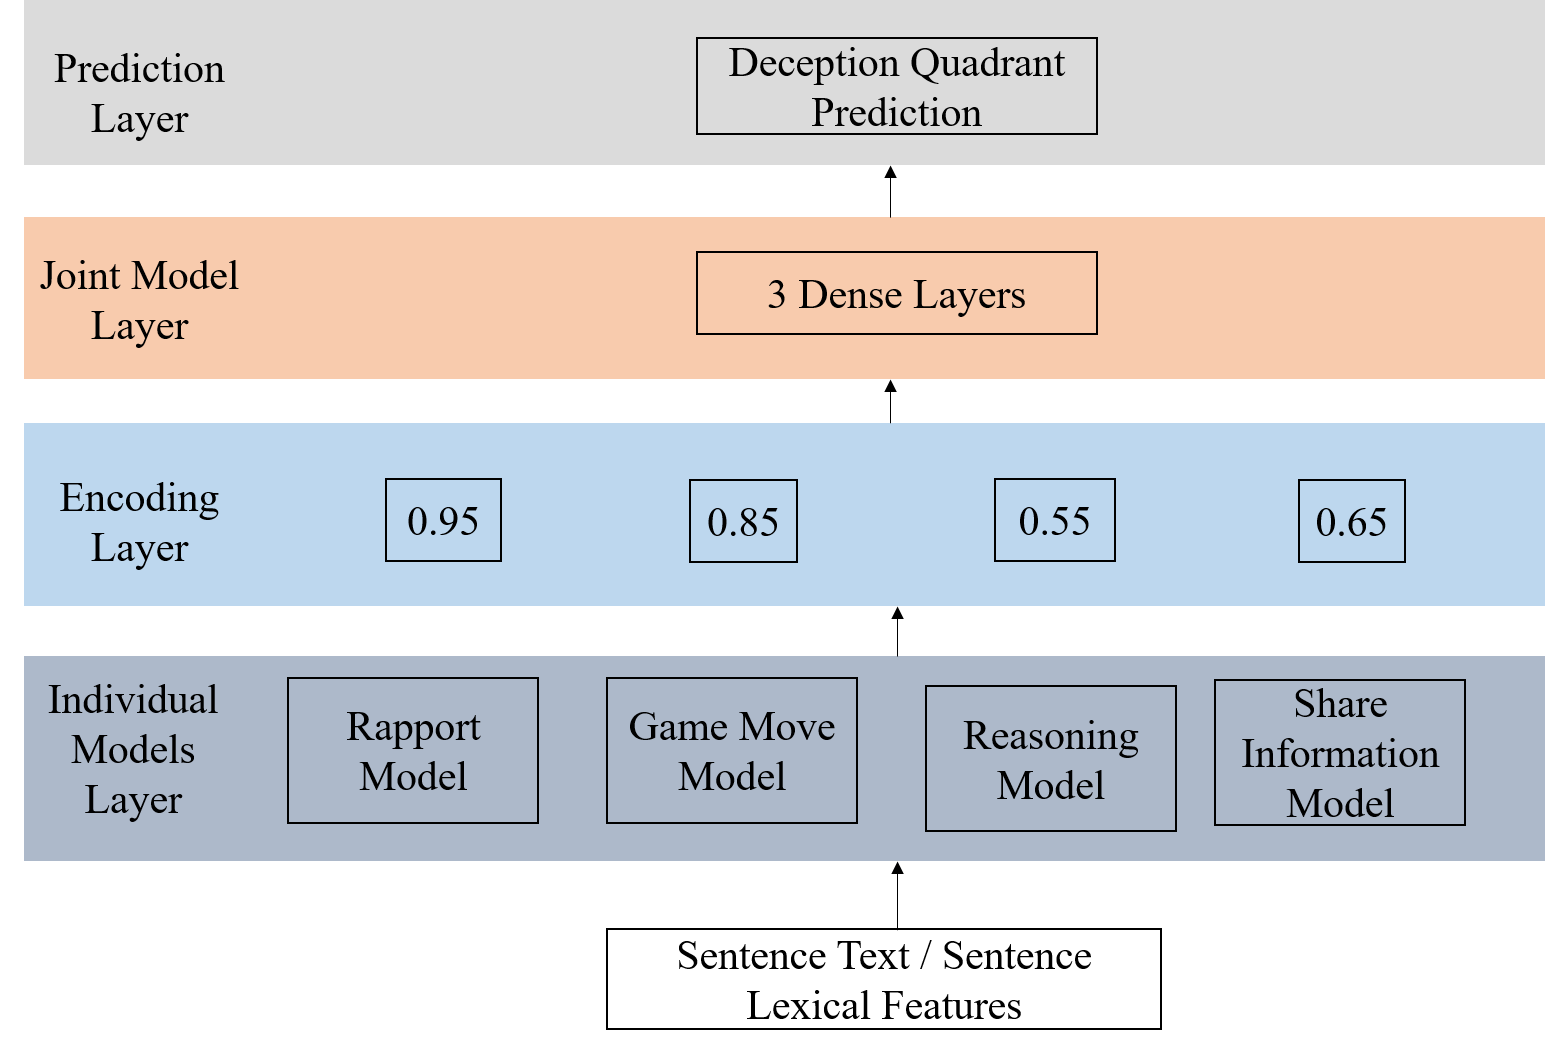 Prediction
Layer
Deception Quadrant
Prediction
Joint Model
Layer
3 Dense Layers
Encoding
Layer
0.95
0.85
0.55
0.65
Individual
Models
Layer
Rapport
Model
Game Move
Model
Reasoning
Model
Share
Information
Model
Sentence Text / Sentence
Lexical Features